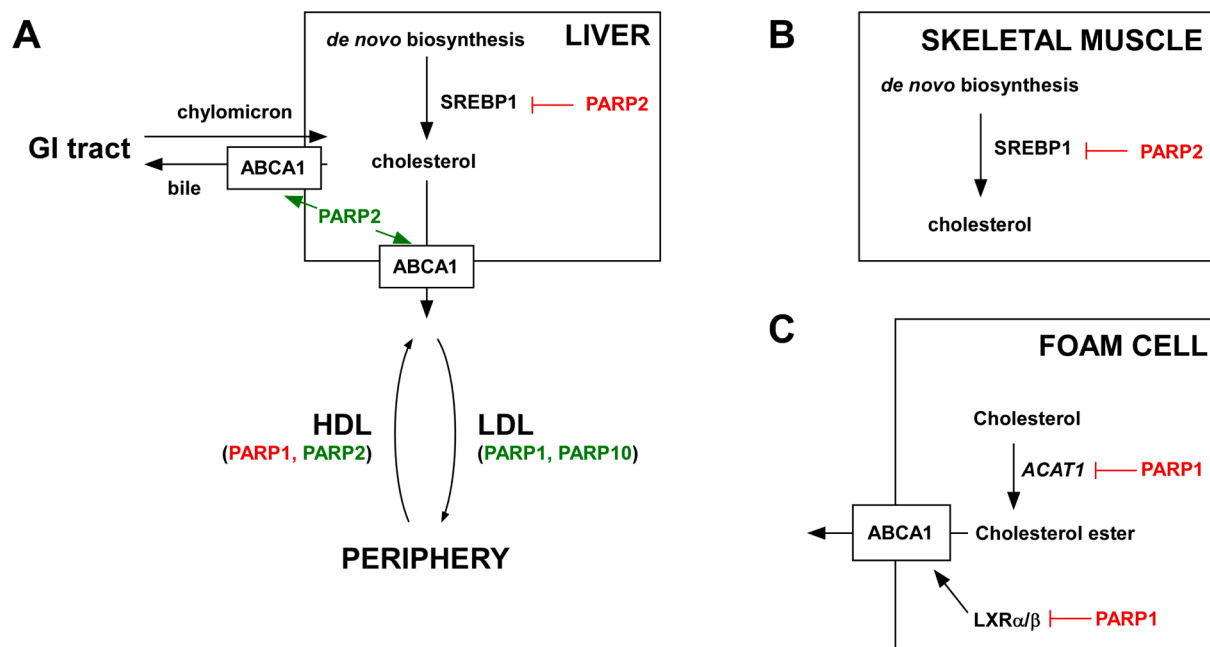 A
LIVER
de novo biosynthesis
SREBP1
PARP2
chylomicron
GI tract
ABCA1
bile
cholesterol
PARP2
ABCA1
HDL
(PARP1, PARP2)
LDL
(PARP1, PARP10)
PERIPHERY
B
SKELETAL MUSCLE
de novo biosynthesis
SREBP1
PARP2
cholesterol
C
FOAM CELL
Cholesterol
ACAT1
PARP1
ABCA1
Cholesterol ester
LXRα/β
PARP1